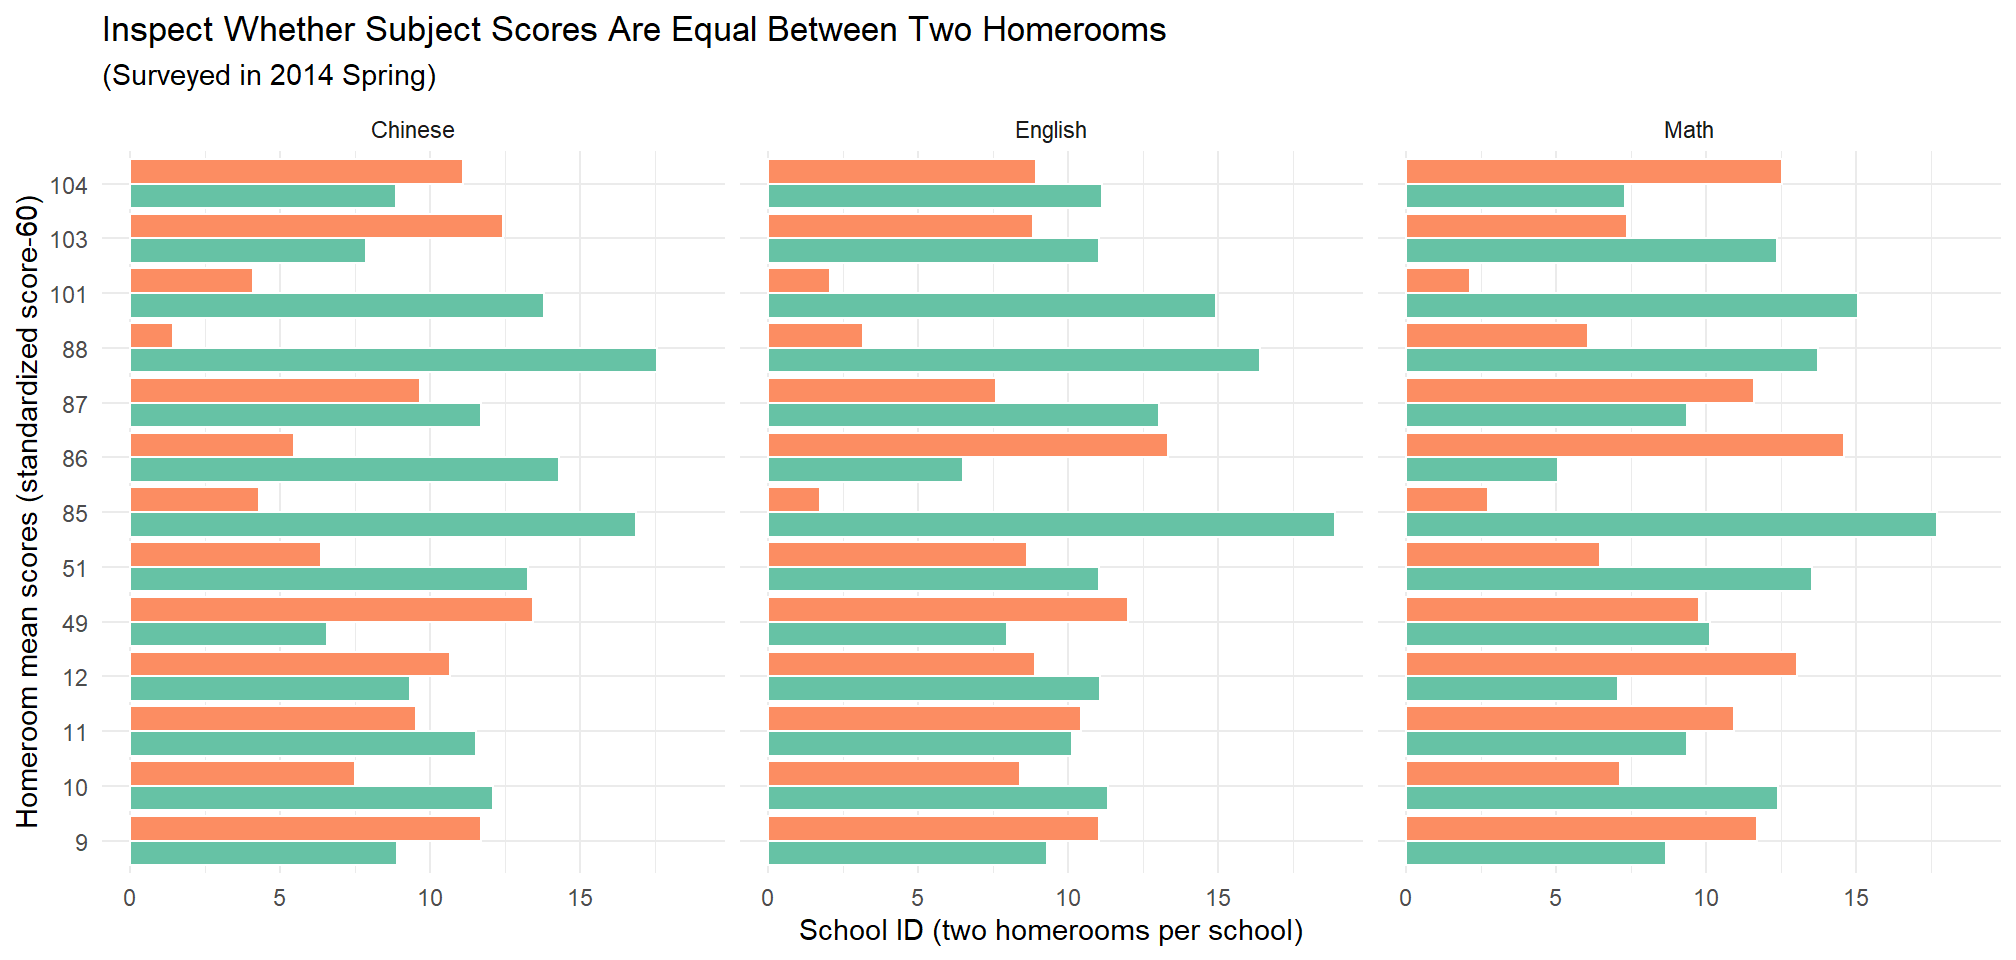 Inspect Whether Subject Scores Are Equal Between Two Homerooms
(Surveyed in 2014 Spring)
Chinese
English
Math
Homeroom mean scores (standardized score-60)
104
103
101
88
87
86
85
51
49
12
11
10
9
0 5 10 15
0 5 10 15
0 5 10 15
School ID (two homerooms per school)